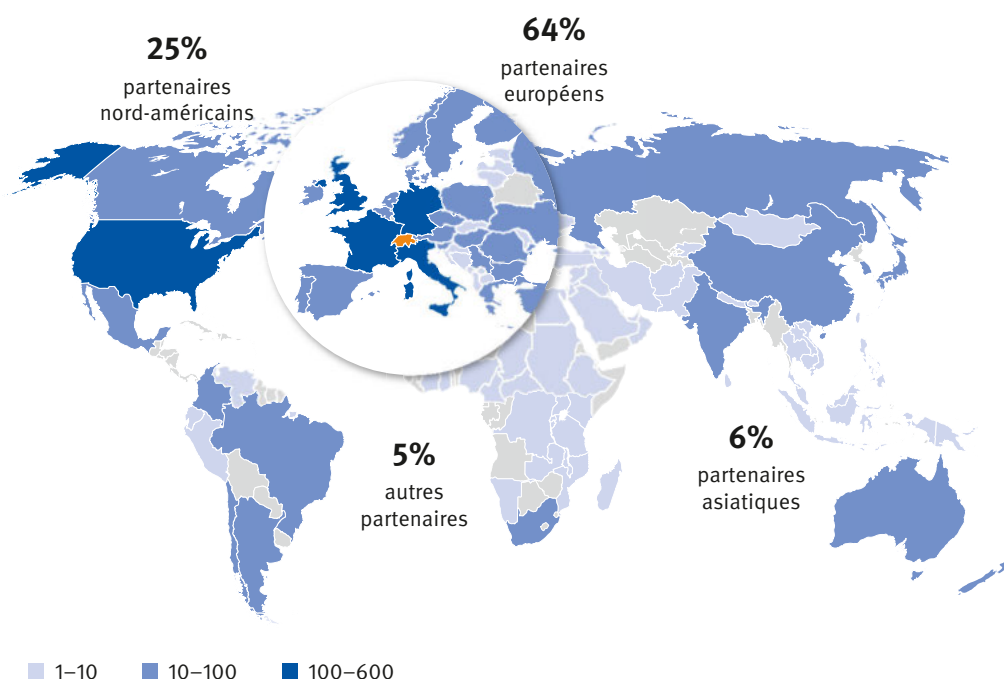 25%
partenaires
nord-américains
64%
partenaires
européens
5%
autres
partenaires
6%
partenaires
asiatiques
1–10
10–100
100–600